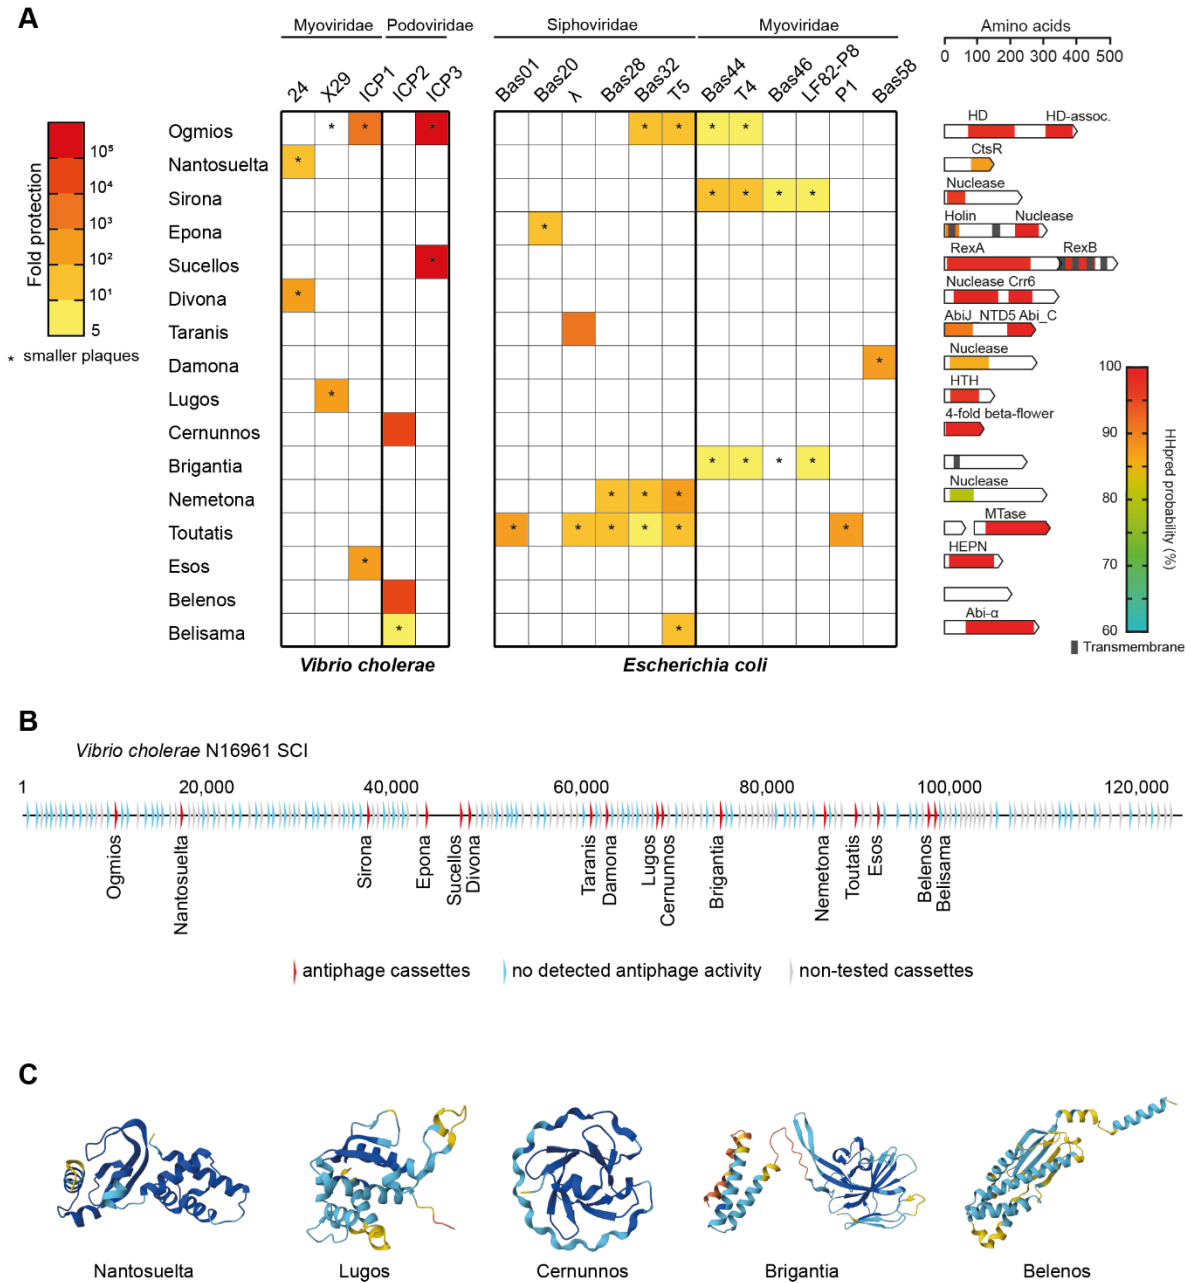 A
Myoviridae Podoviridae Siphoviridae Myoviridae Amino acids
0 100 200 300 400 500
24 X29 ICP1 ICP2 ICP3 Bas01 Bas20 λ Bas28 Bas32 T5 Bas44 T4 Bas46 LF82-P8 P1 Bas58
Fold protection
10⁵
10⁴
10³
10²
10¹
5
* smaller plaques
Ogmios * * * * * * * HD HD-assoc.
Nantosuelta * CtsR
Sirona * * * * Nuclease
Epona * Holin Nuclease
Sucellos * RexA RexB
Divona * Nuclease Crr6
Taranis AbiJ_NTD5 Abi_C
Damona * Nuclease
Lugos * HTH
Cernunnos 4-fold beta-flower
Brigantia * * * *
Nemetona * * * Nuclease
Toutatis * * * * * * MTase
Esos * HEPN
Belenos
Belisama * * Abi-α
100
90
80
70
60
HHpred probability (%)
Transmembrane
Vibrio cholerae Escherichia coli
B
Vibrio cholerae N16961 SCI
1 20,000 40,000 60,000 80,000 100,000 120,000
Ogmios Nantosuelta Sirona Epona Sucellos Divona Taranis Damona Lugos Cernunnos Brigantia Nemetona Toutatis Esos Belenos Belisama
antiphage cassettes no detected antiphage activity non-tested cassettes
C
Nantosuelta Lugos Cernunnos Brigantia Belenos